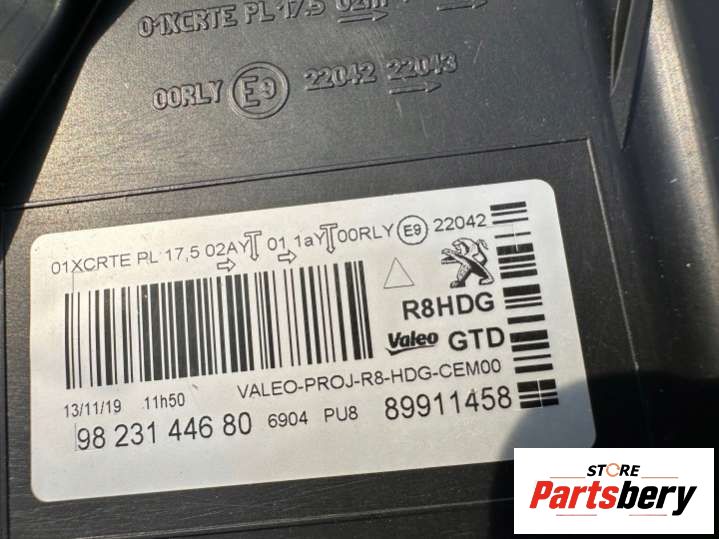 01XCRTE PL 17,5 02A
00RLY E9 22042 22043
01XCRTE PL 17,5 02AY 01 1aY 00RLY E9 22042
R8HDG
Valeo GTD
VALEO-PROJ-R8-HDG-CEM00
13/11/19 11h50
98 231 446 80 6904 PU8 89911458
STORE
Partsbery